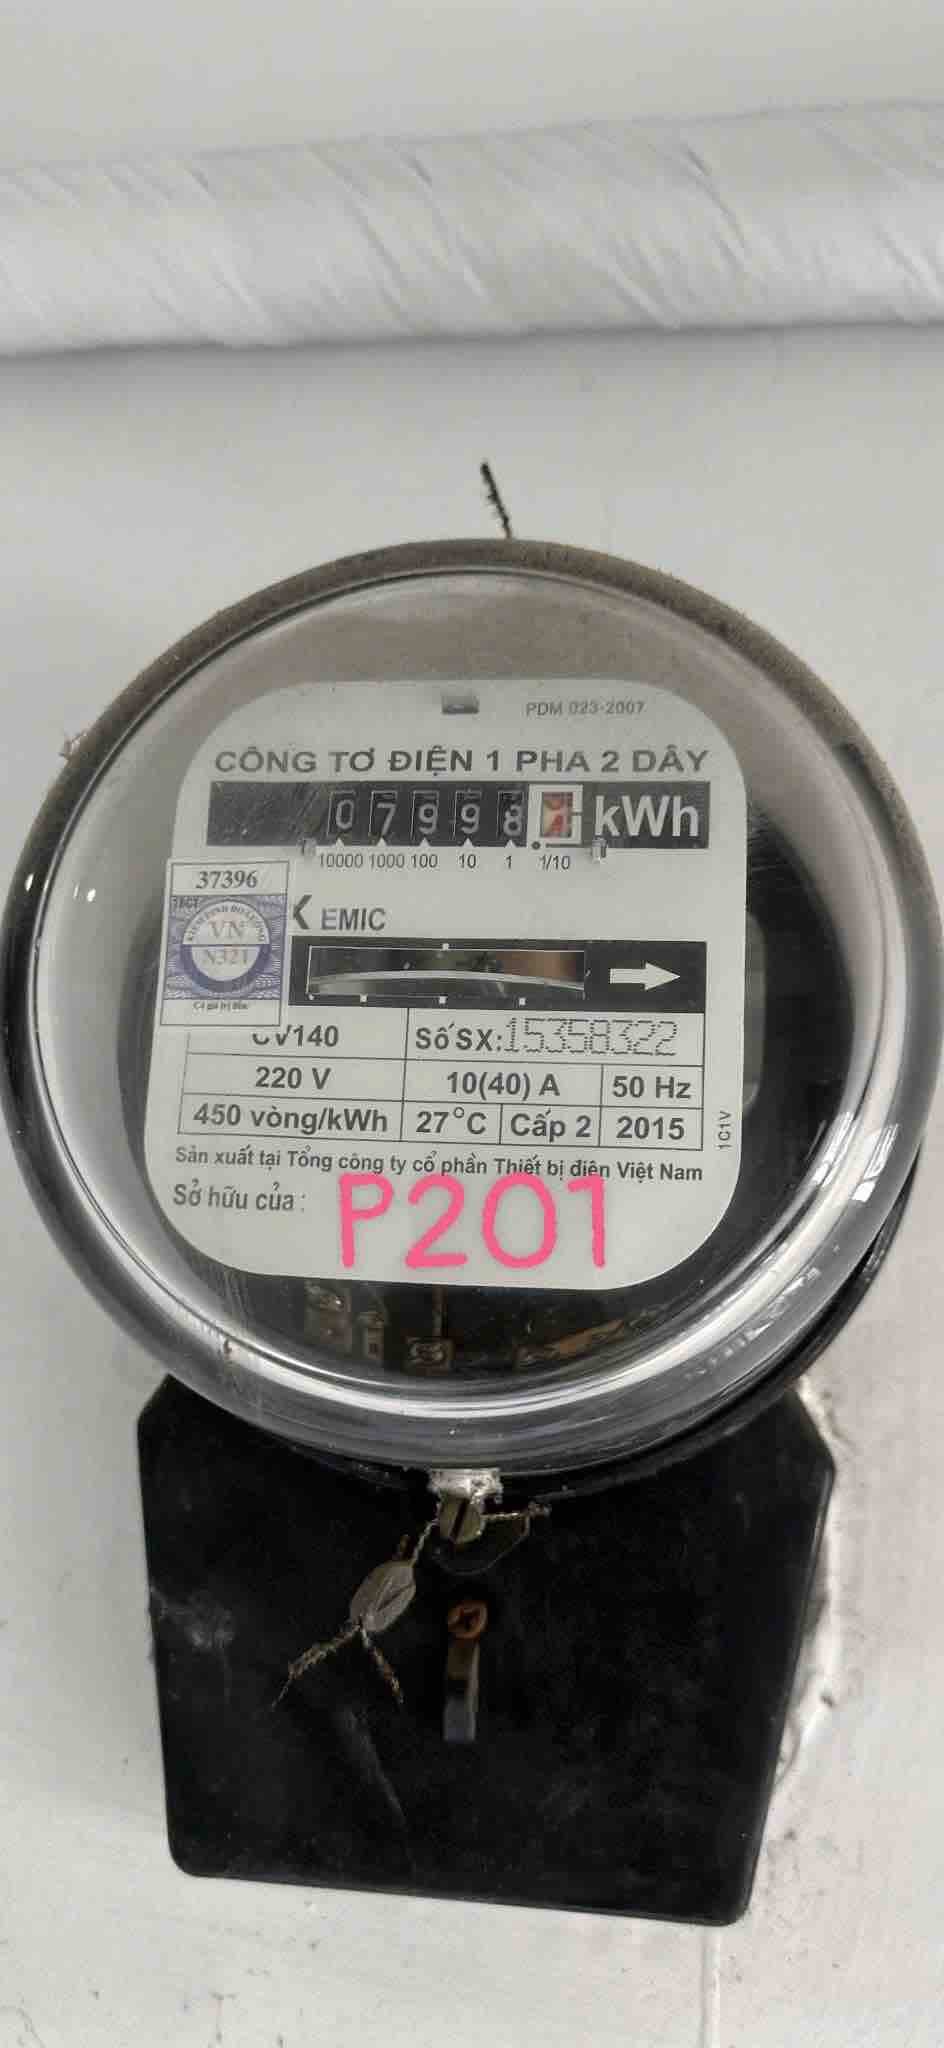 PDM 023-2007
CÔNG TƠ ĐIỆN 1 PHA 2 DÂY
07998 kWh
10000 1000 100 10 1 1/10
37396
VN
N321
EMIC
CV140 Số SX: 15358322
220 V 10(40) A 50 Hz
450 vòng/kWh 27°C Cấp 2 2015
1C1V
Sản xuất tại Tổng công ty cổ phần Thiết bị điện Việt Nam
Sở hữu của:
P201